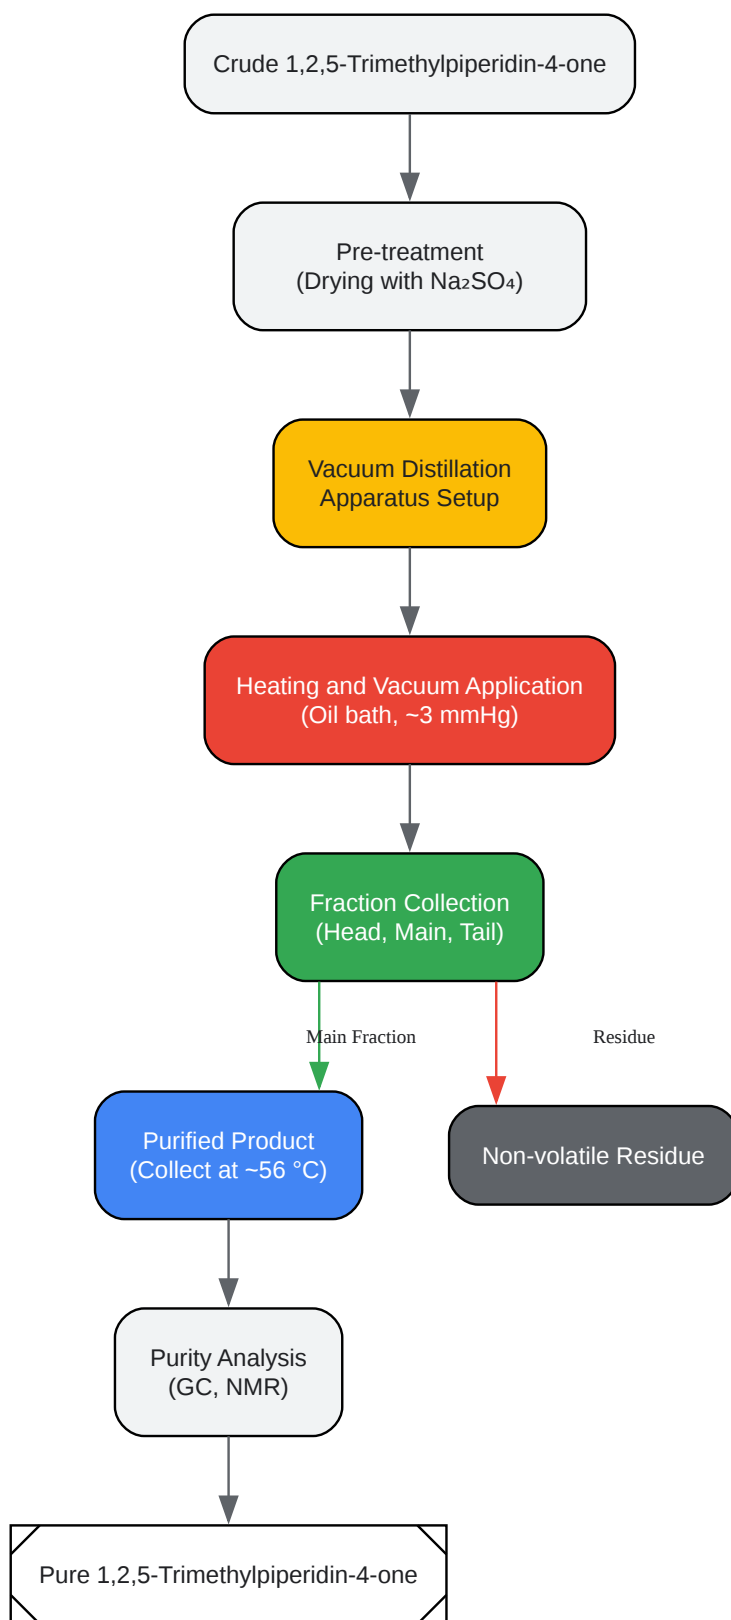 Crude 1,2,5-Trimethylpiperidin-4-one
Pre-treatment
(Drying with Na₂SO₄)
Vacuum Distillation
Apparatus Setup
Heating and Vacuum Application
(Oil bath, ~3 mmHg)
Fraction Collection
(Head, Main, Tail)
Main Fraction
Residue
Purified Product
(Collect at ~56 °C)
Non-volatile Residue
Purity Analysis
(GC, NMR)
Pure 1,2,5-Trimethylpiperidin-4-one